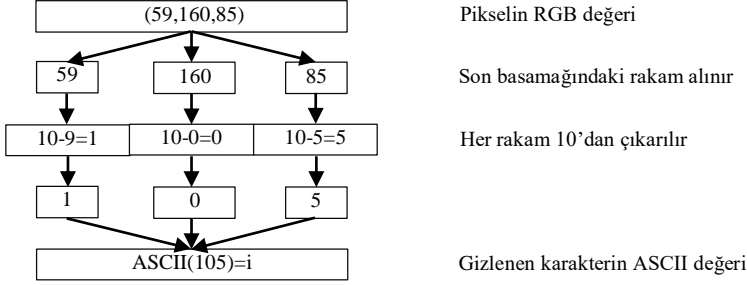 (59,160,85) Pikselin RGB değeri
59 160 85 Son basamağındaki rakam alınır
10-9=1 10-0=0 10-5=5 Her rakam 10’dan çıkarılır
1 0 5
ASCII(105)=i Gizlenen karakterin ASCII değeri